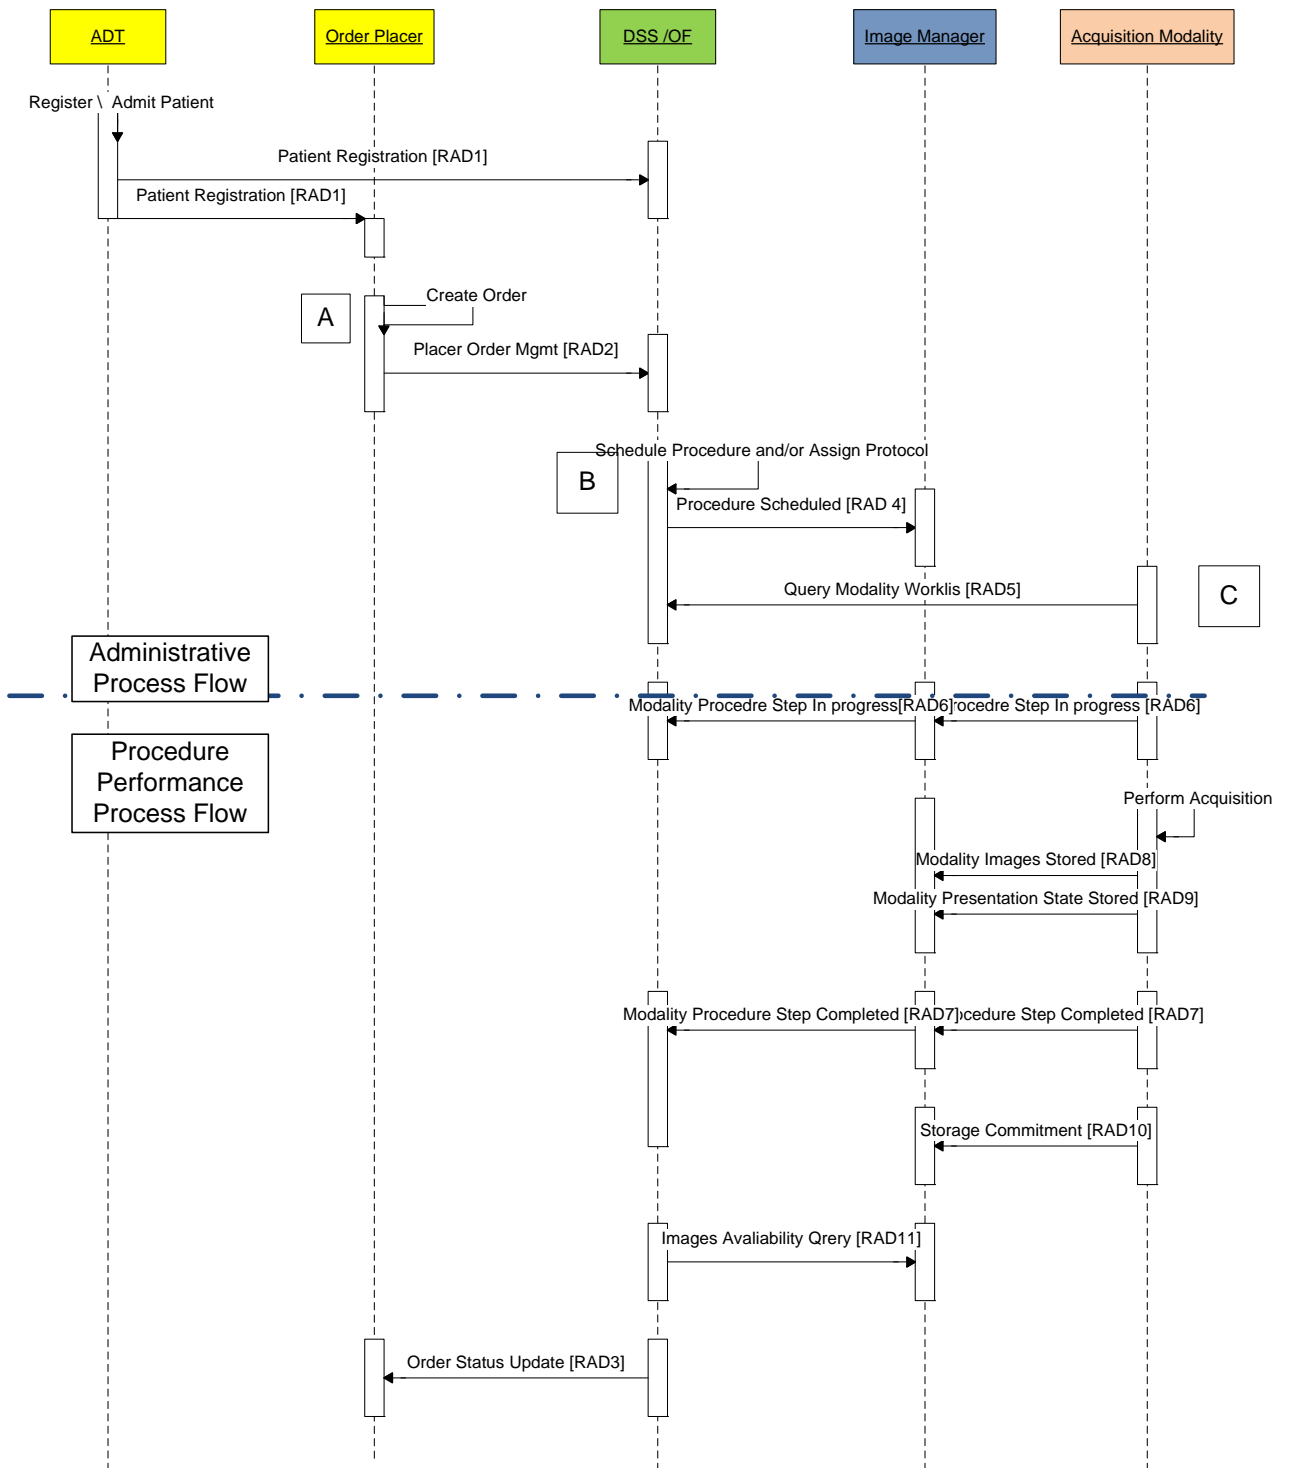 ADT
Order Placer
DSS /OF
Image Manager
Acquisition Modality
Register \ Admit Patient
Patient Registration [RAD1]
Patient Registration [RAD1]
Create Order
A
Placer Order Mgmt [RAD2]
Schedule Procedure and/or Assign Protocol
B
Procedure Scheduled [RAD 4]
Query Modality Worklis [RAD5]
C
Administrative
Process Flow
Modality Procedre Step In progress[RAD6]
rocedre Step In progress [RAD6]
Procedure
Performance
Process Flow
Perform Acquisition
Modality Images Stored [RAD8]
Modality Presentation State Stored [RAD9]
Modality Procedure Step Completed [RAD7]
ocedure Step Completed [RAD7]
Storage Commitment [RAD10]
Images Avaliability Qrery [RAD11]
Order Status Update [RAD3]